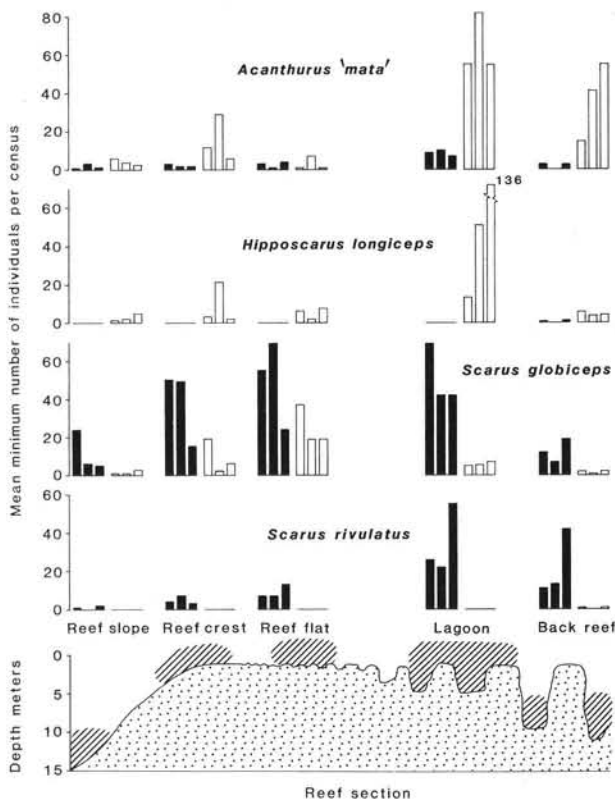 Mean minimum number of individuals per census
80
60
40
20
0
Acanthurus 'mata'
136
60
40
20
0
Hipposcarus longiceps
60
40
20
0
Scarus globiceps
60
40
20
0
Scarus rivulatus
Reef slope Reef crest Reef flat Lagoon Back reef
Depth meters
0
5
10
15
Reef section